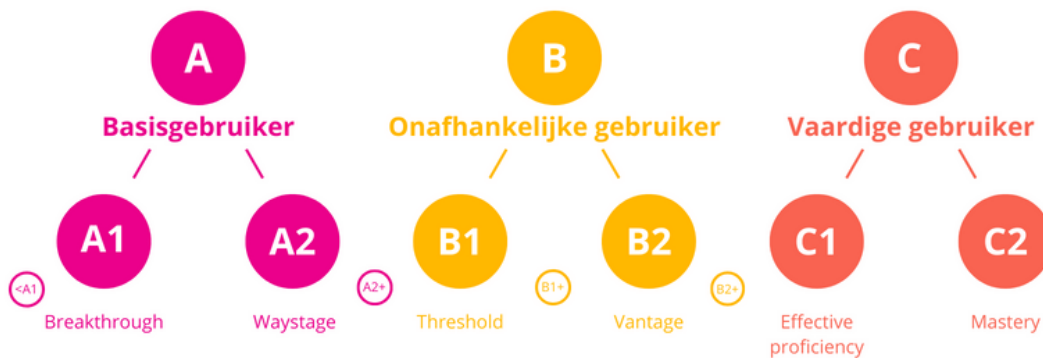 A
B
C
Basisgebruiker
Onafhankelijke gebruiker
Vaardige gebruiker
A1
A2
B1
B2
C1
C2
<A1
A2+
B1+
B2+
Breakthrough
Waystage
Threshold
Vantage
Effective
proficiency
Mastery